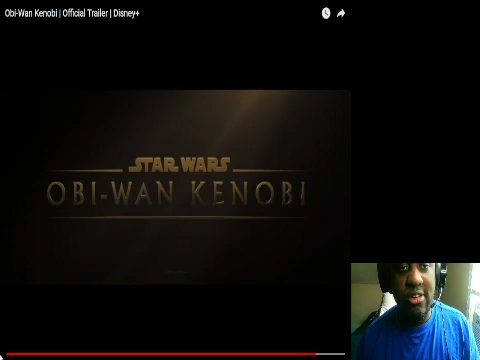 Obi-Wan Kenobi | Official Trailer | Disney+
STAR WARS
OBI-WAN KENOBI